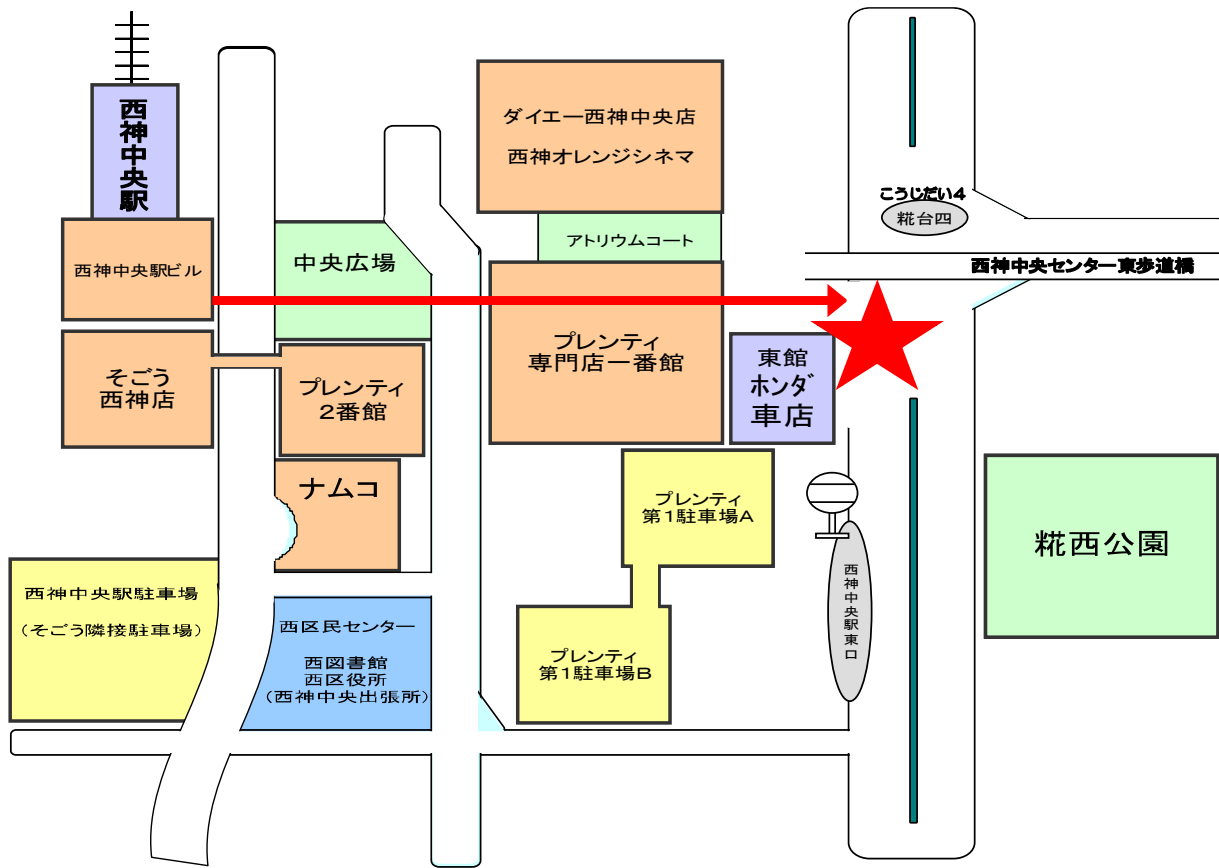 西神中央駅
西神中央駅ビル
中央広場
ダイエー西神中央店
西神オレンジシネマ
アトリウムコート
こうじだい4
糀台四
西神中央センター東歩道橋
そごう
西神店
プレンティ
2番館
プレンティ
専門店一番館
東館
ホンダ
車店
ナムコ
プレンティ
第1駐車場A
糀西公園
西神中央駅東口
西神中央駅駐車場
(そごう隣接駐車場)
西区民センター
西図書館
西区役所
(西神中央出張所)
プレンティ
第1駐車場B